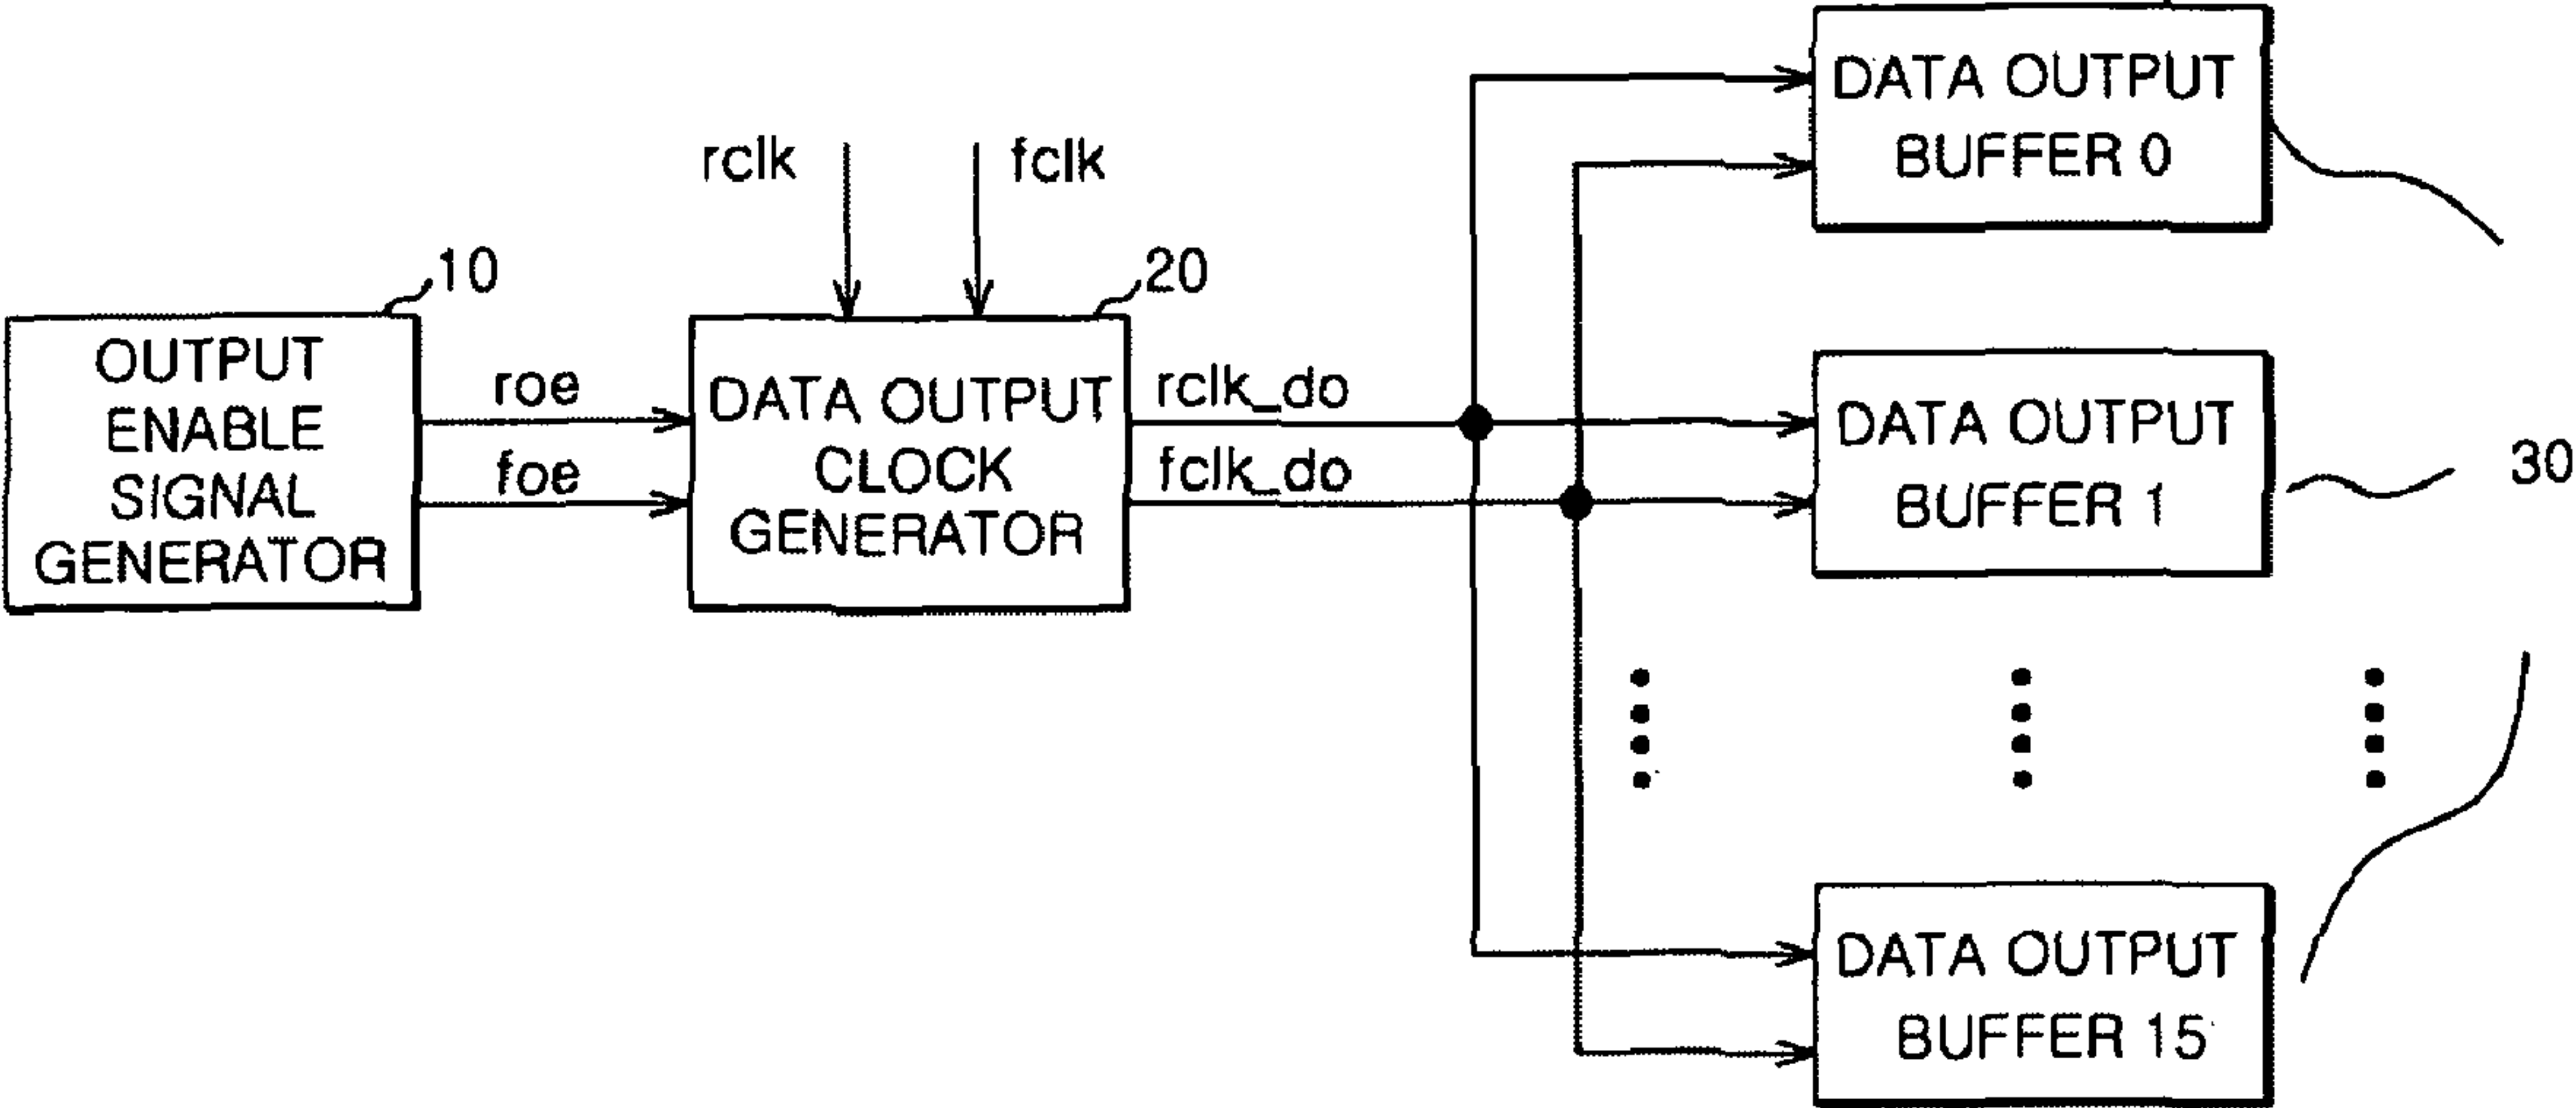 DATA OUTPUT
BUFFER 0
rclk
fclk
10
20
OUTPUT
ENABLE
SIGNAL
GENERATOR
roe
foe
DATA OUTPUT
CLOCK
GENERATOR
rclk_do
fclk_do
DATA OUTPUT
BUFFER 1
30
DATA OUTPUT
BUFFER 15